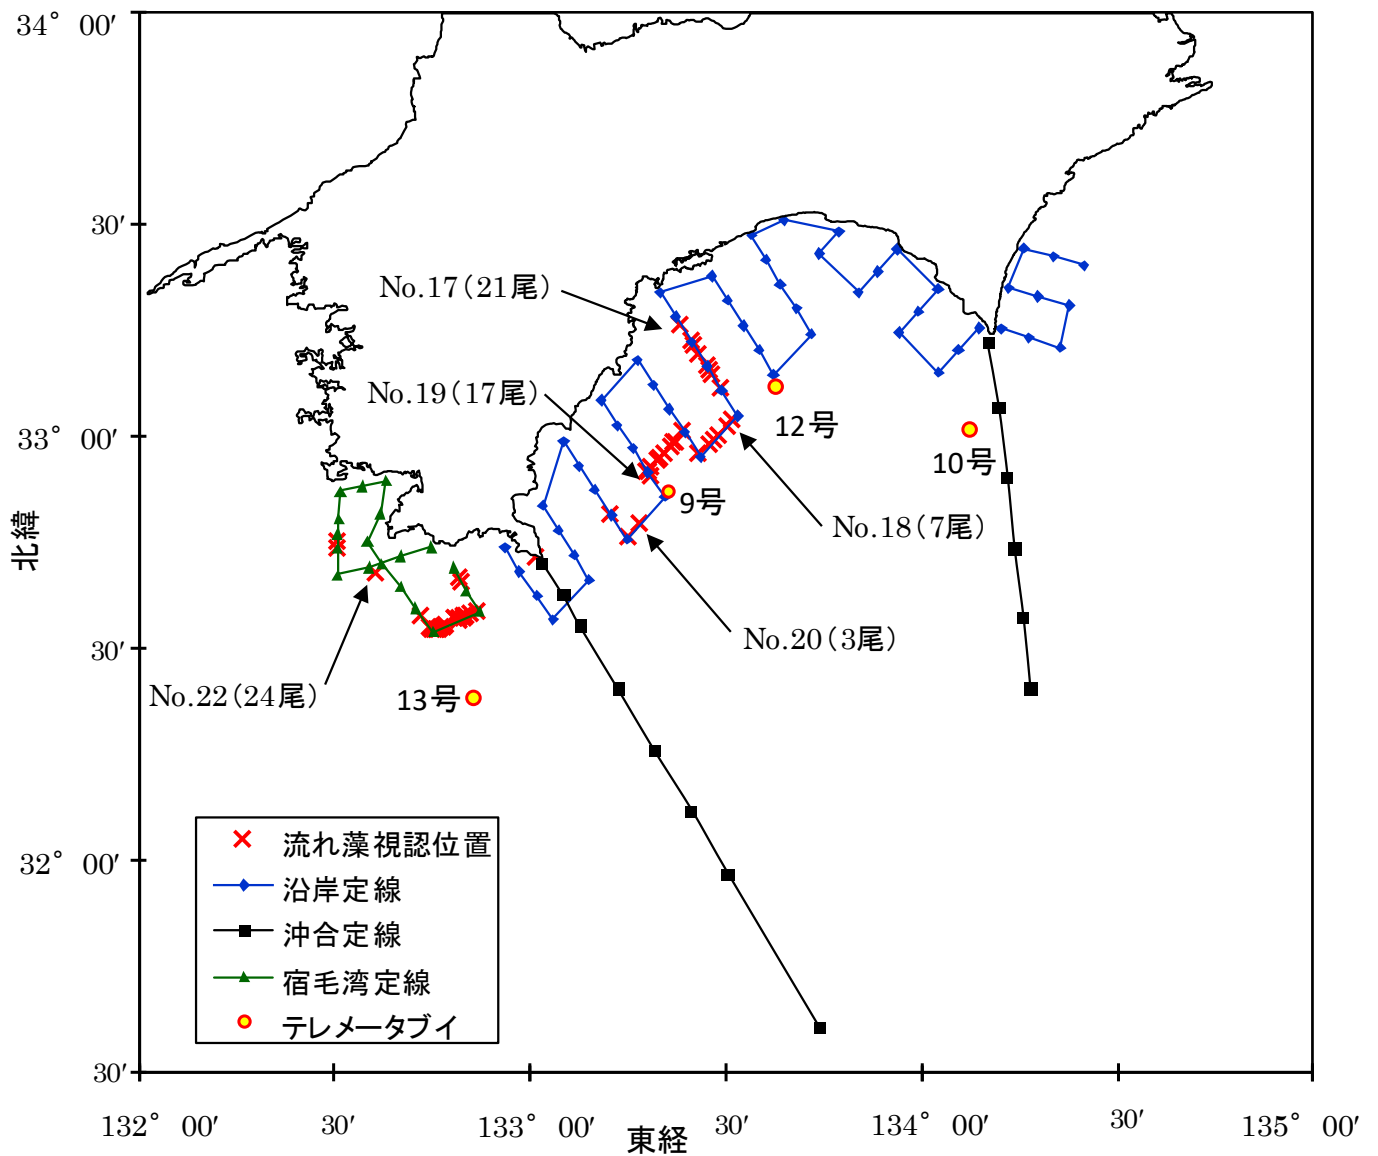 34° 00′
30′
No.17(21尾)
No.19(17尾)
33° 00′
12号
10号
9号
No.18(7尾)
北緯
30′
No.20(3尾)
No.22(24尾)
13号
流れ藻視認位置
32° 00′
沿岸定線
沖合定線
宿毛湾定線
テレメータブイ
30′
132° 00′
30′
133° 00′
30′
134° 00′
30′
135° 00′
東経